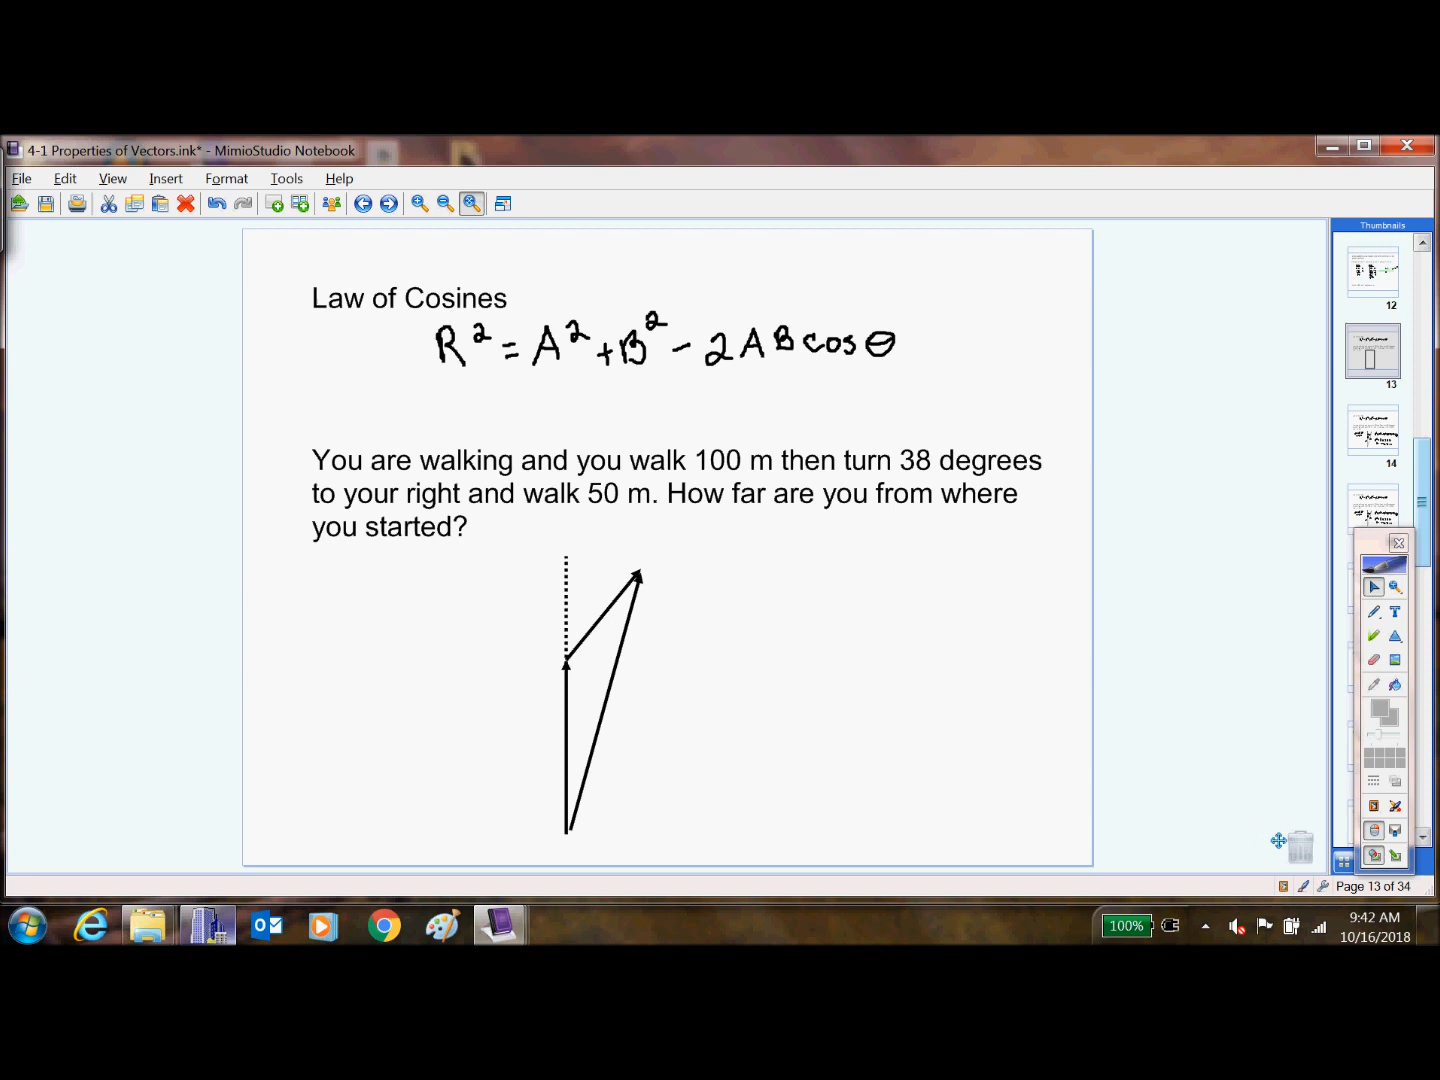 4-1 Properties of Vectors.ink* - MimioStudio Notebook
File Edit View Insert Format Tools Help
Thumbnails
Law of Cosines
R² = A² + B² - 2AB cos θ
You are walking and you walk 100 m then turn 38 degrees
to your right and walk 50 m. How far are you from where
you started?
12
13
14
Page 13 of 34
100%
9:42 AM
10/16/2018